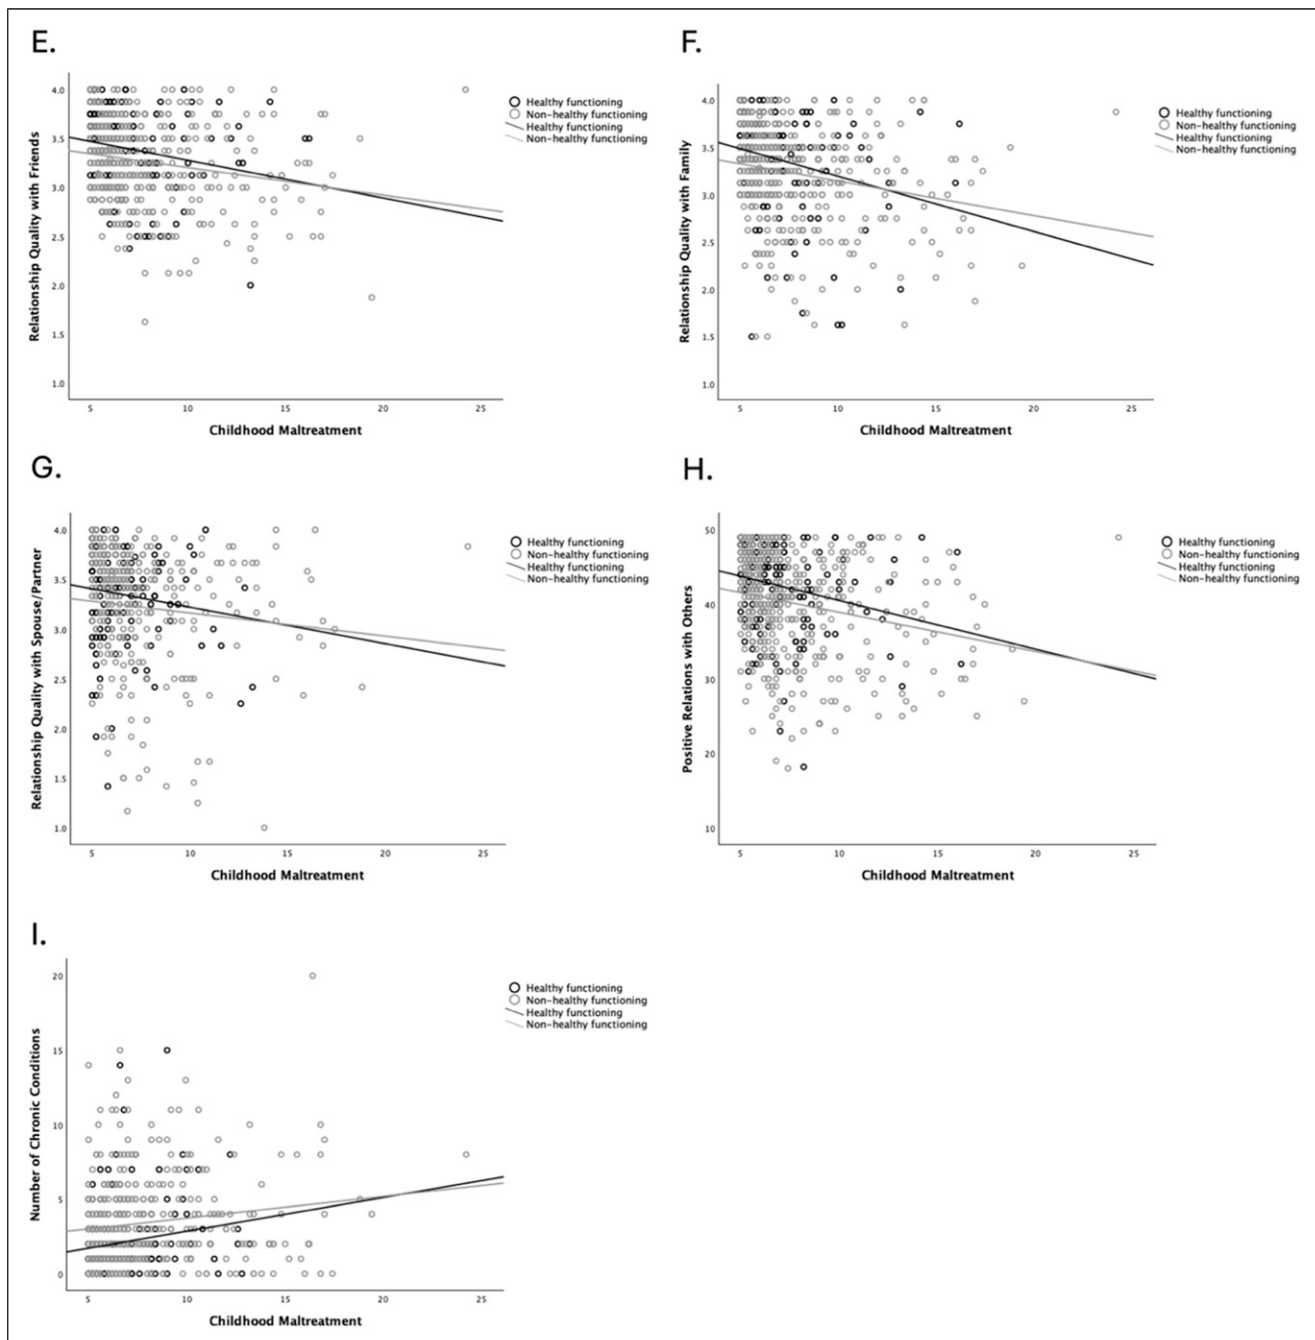 E.
Relationship Quality with Friends
4.0
3.5
3.0
2.5
2.0
1.5
1.0
5 10 15 20 25
Childhood Maltreatment
Healthy functioning
Non-healthy functioning
Healthy functioning
Non-healthy functioning
F.
Relationship Quality with Family
4.0
3.5
3.0
2.5
2.0
1.5
1.0
5 10 15 20 25
Childhood Maltreatment
Healthy functioning
Non-healthy functioning
Healthy functioning
Non-healthy functioning
G.
Relationship Quality with Spouse/Partner
4.0
3.5
3.0
2.5
2.0
1.5
1.0
5 10 15 20 25
Childhood Maltreatment
Healthy functioning
Non-healthy functioning
Healthy functioning
Non-healthy functioning
H.
Positive Relations with Others
50
40
30
20
10
5 10 15 20 25
Childhood Maltreatment
Healthy functioning
Non-healthy functioning
Healthy functioning
Non-healthy functioning
I.
Number of Chronic Conditions
20
15
10
5
0
5 10 15 20 25
Childhood Maltreatment
Healthy functioning
Non-healthy functioning
Healthy functioning
Non-healthy functioning